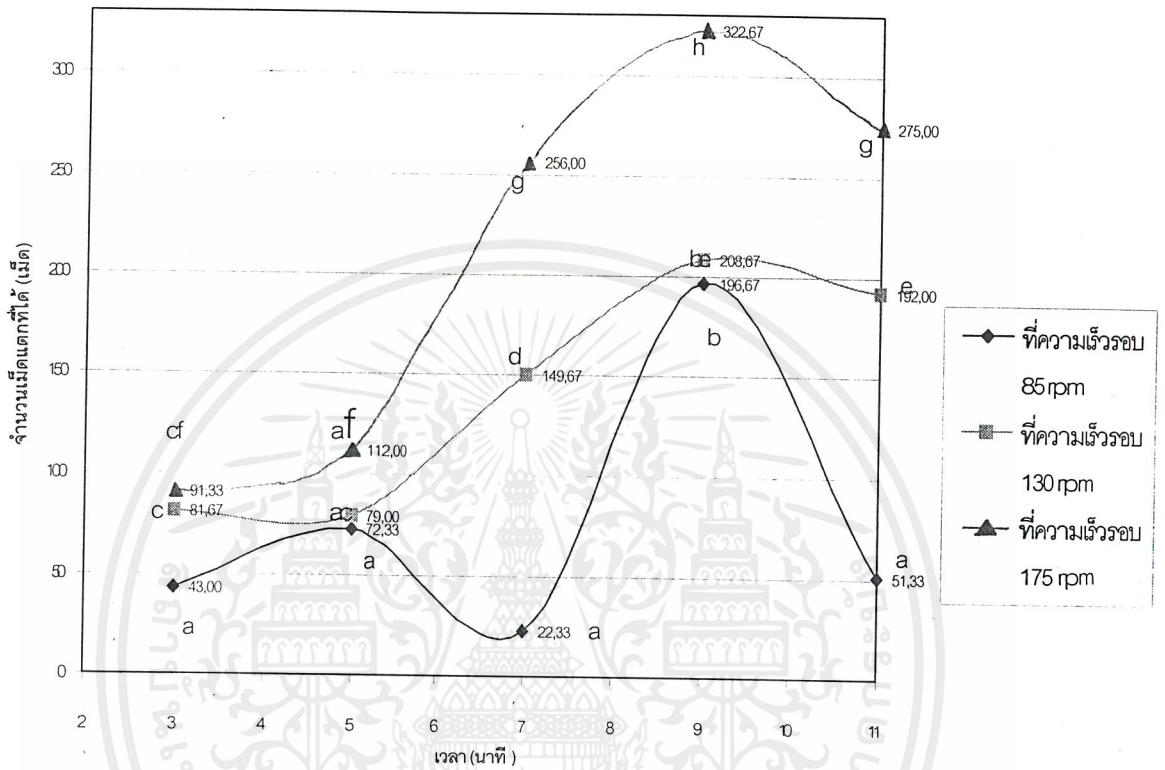 จำนวนเม็ดแตกที่ได้ (เม็ด)
300
250
200
150
100
50
0
2 3 4 5 6 7 8 9 10 11
เวลา (นาที)
h 322,67
g 275,00
g 256,00
be 208,67
196,67
b
e 192,00
d 149,67
cf 91,33
af 112,00
c 81,67
ac 79,00
72,33
a
43,00
a
22,33 a
a 51,33
ที่ความเร็วรอบ
85 rpm
ที่ความเร็วรอบ
130 rpm
ที่ความเร็วรอบ
175 rpm